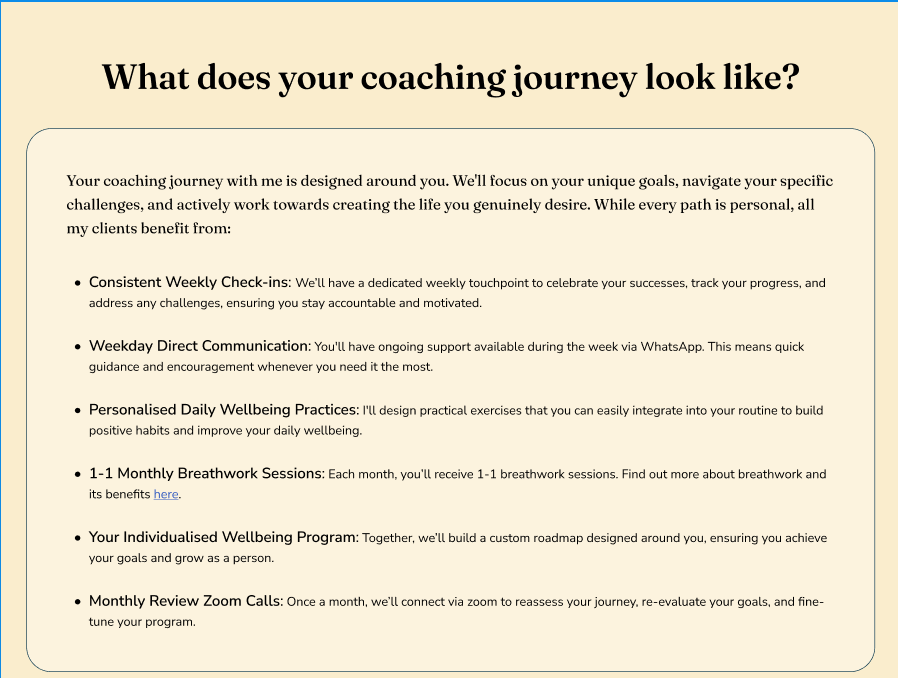 What does your coaching journey look like?
Your coaching journey with me is designed around you. We'll focus on your unique goals, navigate your specific
challenges, and actively work towards creating the life you genuinely desire. While every path is personal, all
my clients benefit from:
• Consistent Weekly Check-ins: We’ll have a dedicated weekly touchpoint to celebrate your successes, track your progress, and
address any challenges, ensuring you stay accountable and motivated.
• Weekday Direct Communication: You'll have ongoing support available during the week via WhatsApp. This means quick
guidance and encouragement whenever you need it the most.
• Personalised Daily Wellbeing Practices: I'll design practical exercises that you can easily integrate into your routine to build
positive habits and improve your daily wellbeing.
• 1-1 Monthly Breathwork Sessions: Each month, you’ll receive 1-1 breathwork sessions. Find out more about breathwork and
its benefits here.
• Your Individualised Wellbeing Program: Together, we’ll build a custom roadmap designed around you, ensuring you achieve
your goals and grow as a person.
• Monthly Review Zoom Calls: Once a month, we’ll connect via zoom to reassess your journey, re-evaluate your goals, and fine-
tune your program.